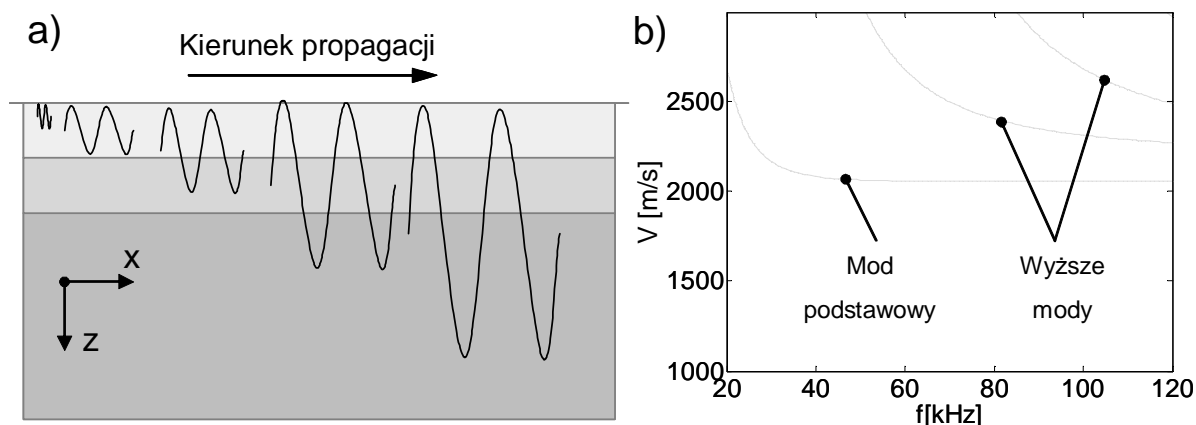 a)
Kierunek propagacji
x
z
b)
V [m/s]
2500
2000
1500
1000
20
40
60
80
100
120
f[kHz]
Mod
podstawowy
Wyższe
mody